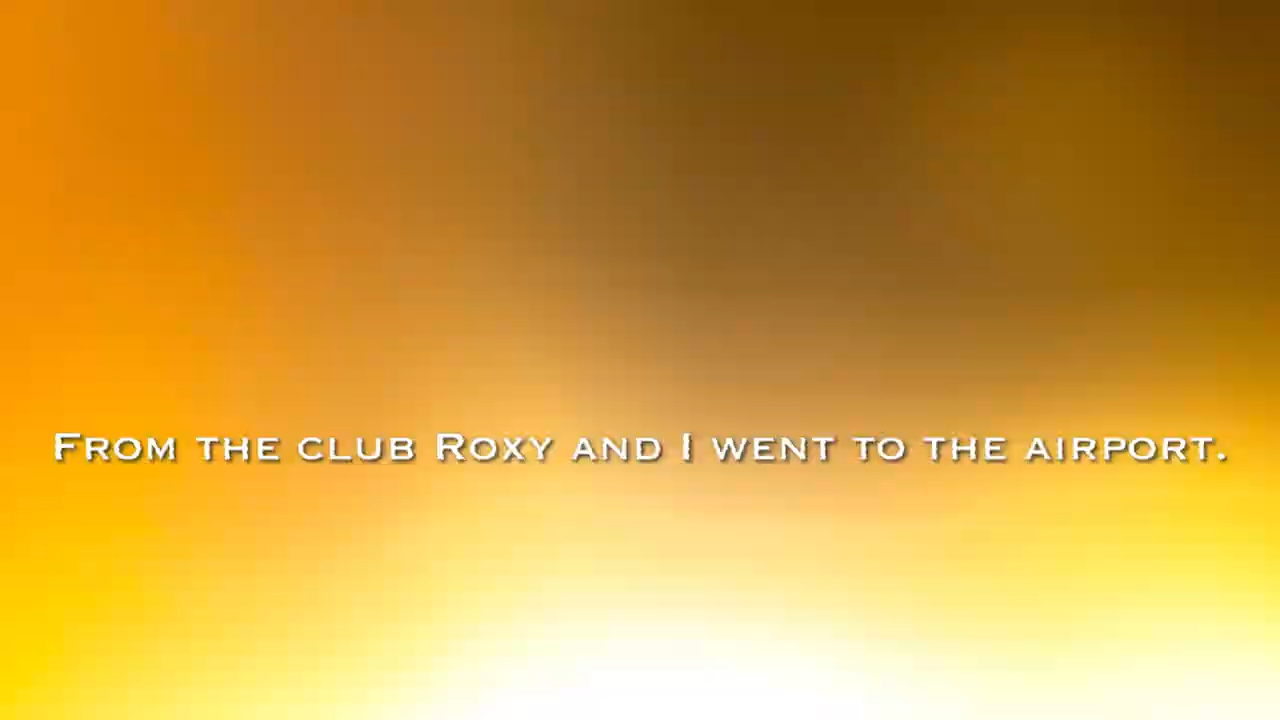 From the club Roxy and I went to the airport.